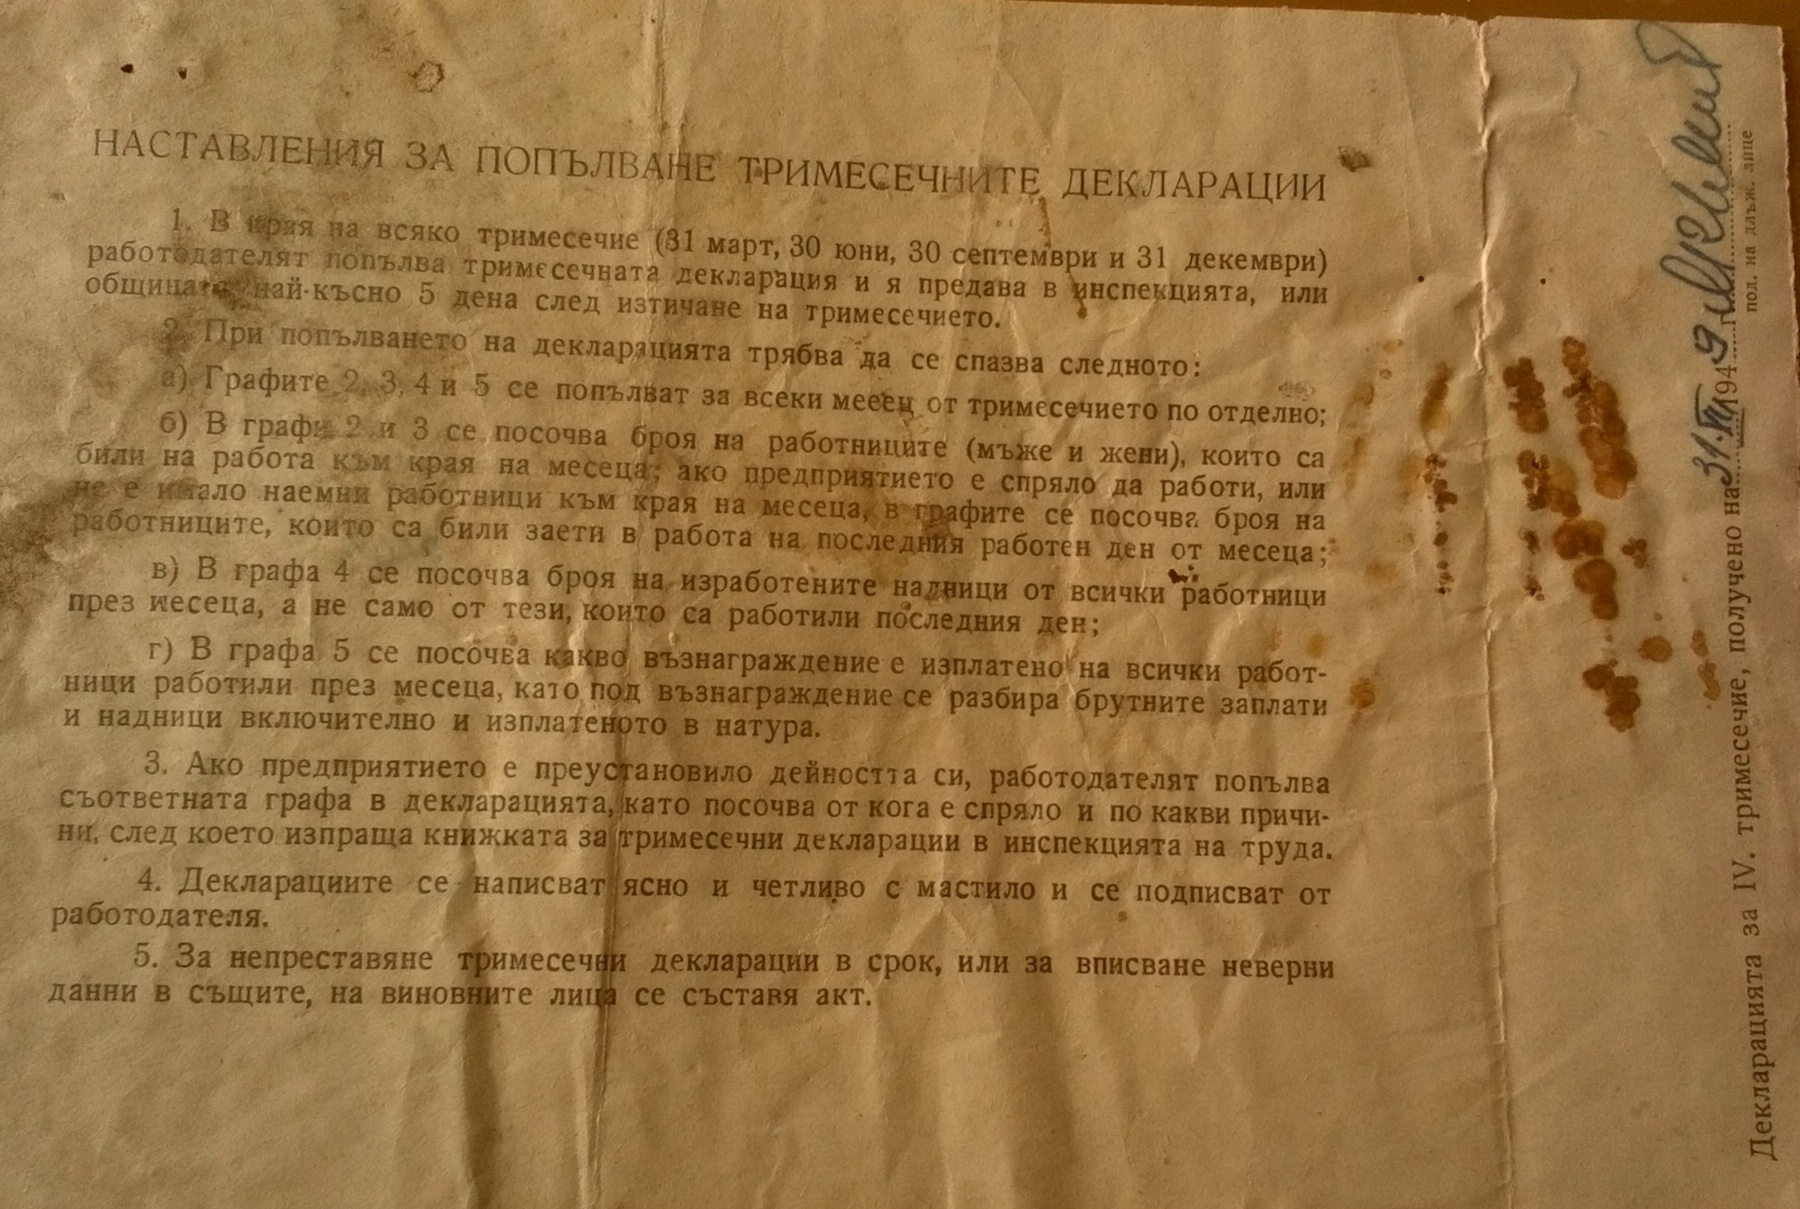 НАСТАВЛЕНИЯ ЗА ПОПЪЛВАНЕ ТРИМЕСЕЧНИТЕ ДЕКЛАРАЦИИ
1. В края на всяко тримесечие (31 март, 30 юни, 30 септември и 31 декември)
работодателят попълва тримесечната декларация и я предава в инспекцията, или
общината, най-късно 5 дена след изтичане на тримесечието.
2. При попълването на декларацията трябва да се спазва следното:
а) Графите 2, 3, 4 и 5 се попълват за всеки месец от тримесечието по отделно;
б) В графи 2 и 3 се посочва броя на работниците (мъже и жени), които са
били на работа към края на месеца; ако предприятието е спряло да работи, или
не е имало наемни работници към края на месеца, в графите се посочва броя на
работниците, които са били заети в работа на последния работен ден от месеца;
в) В графа 4 се посочва броя на изработените надници от всички работници
през месеца, а не само от тези, които са работили последния ден;
г) В графа 5 се посочва какво възнаграждение е изплатено на всички работ-
ници работили през месеца, като под възнаграждение се разбира брутните заплати
и надници включително и изплатеното в натура.
3. Ако предприятието е преустановило дейността си, работодателят попълва
съответната графа в декларацията, като посочва от кога е спряло и по какви причи-
ни, след което изпраща книжката за тримесечни декларации в инспекцията на труда.
4. Декларациите се написват ясно и четливо с мастило и се подписват от
работодателя.
5. За непреставяне тримесечни декларации в срок, или за вписване неверни
данни в същите, на виновните лица се съставя акт.
Декларацията за IV. тримесечие, получено на 31.XII 1949 г.
под. на длъж. лице